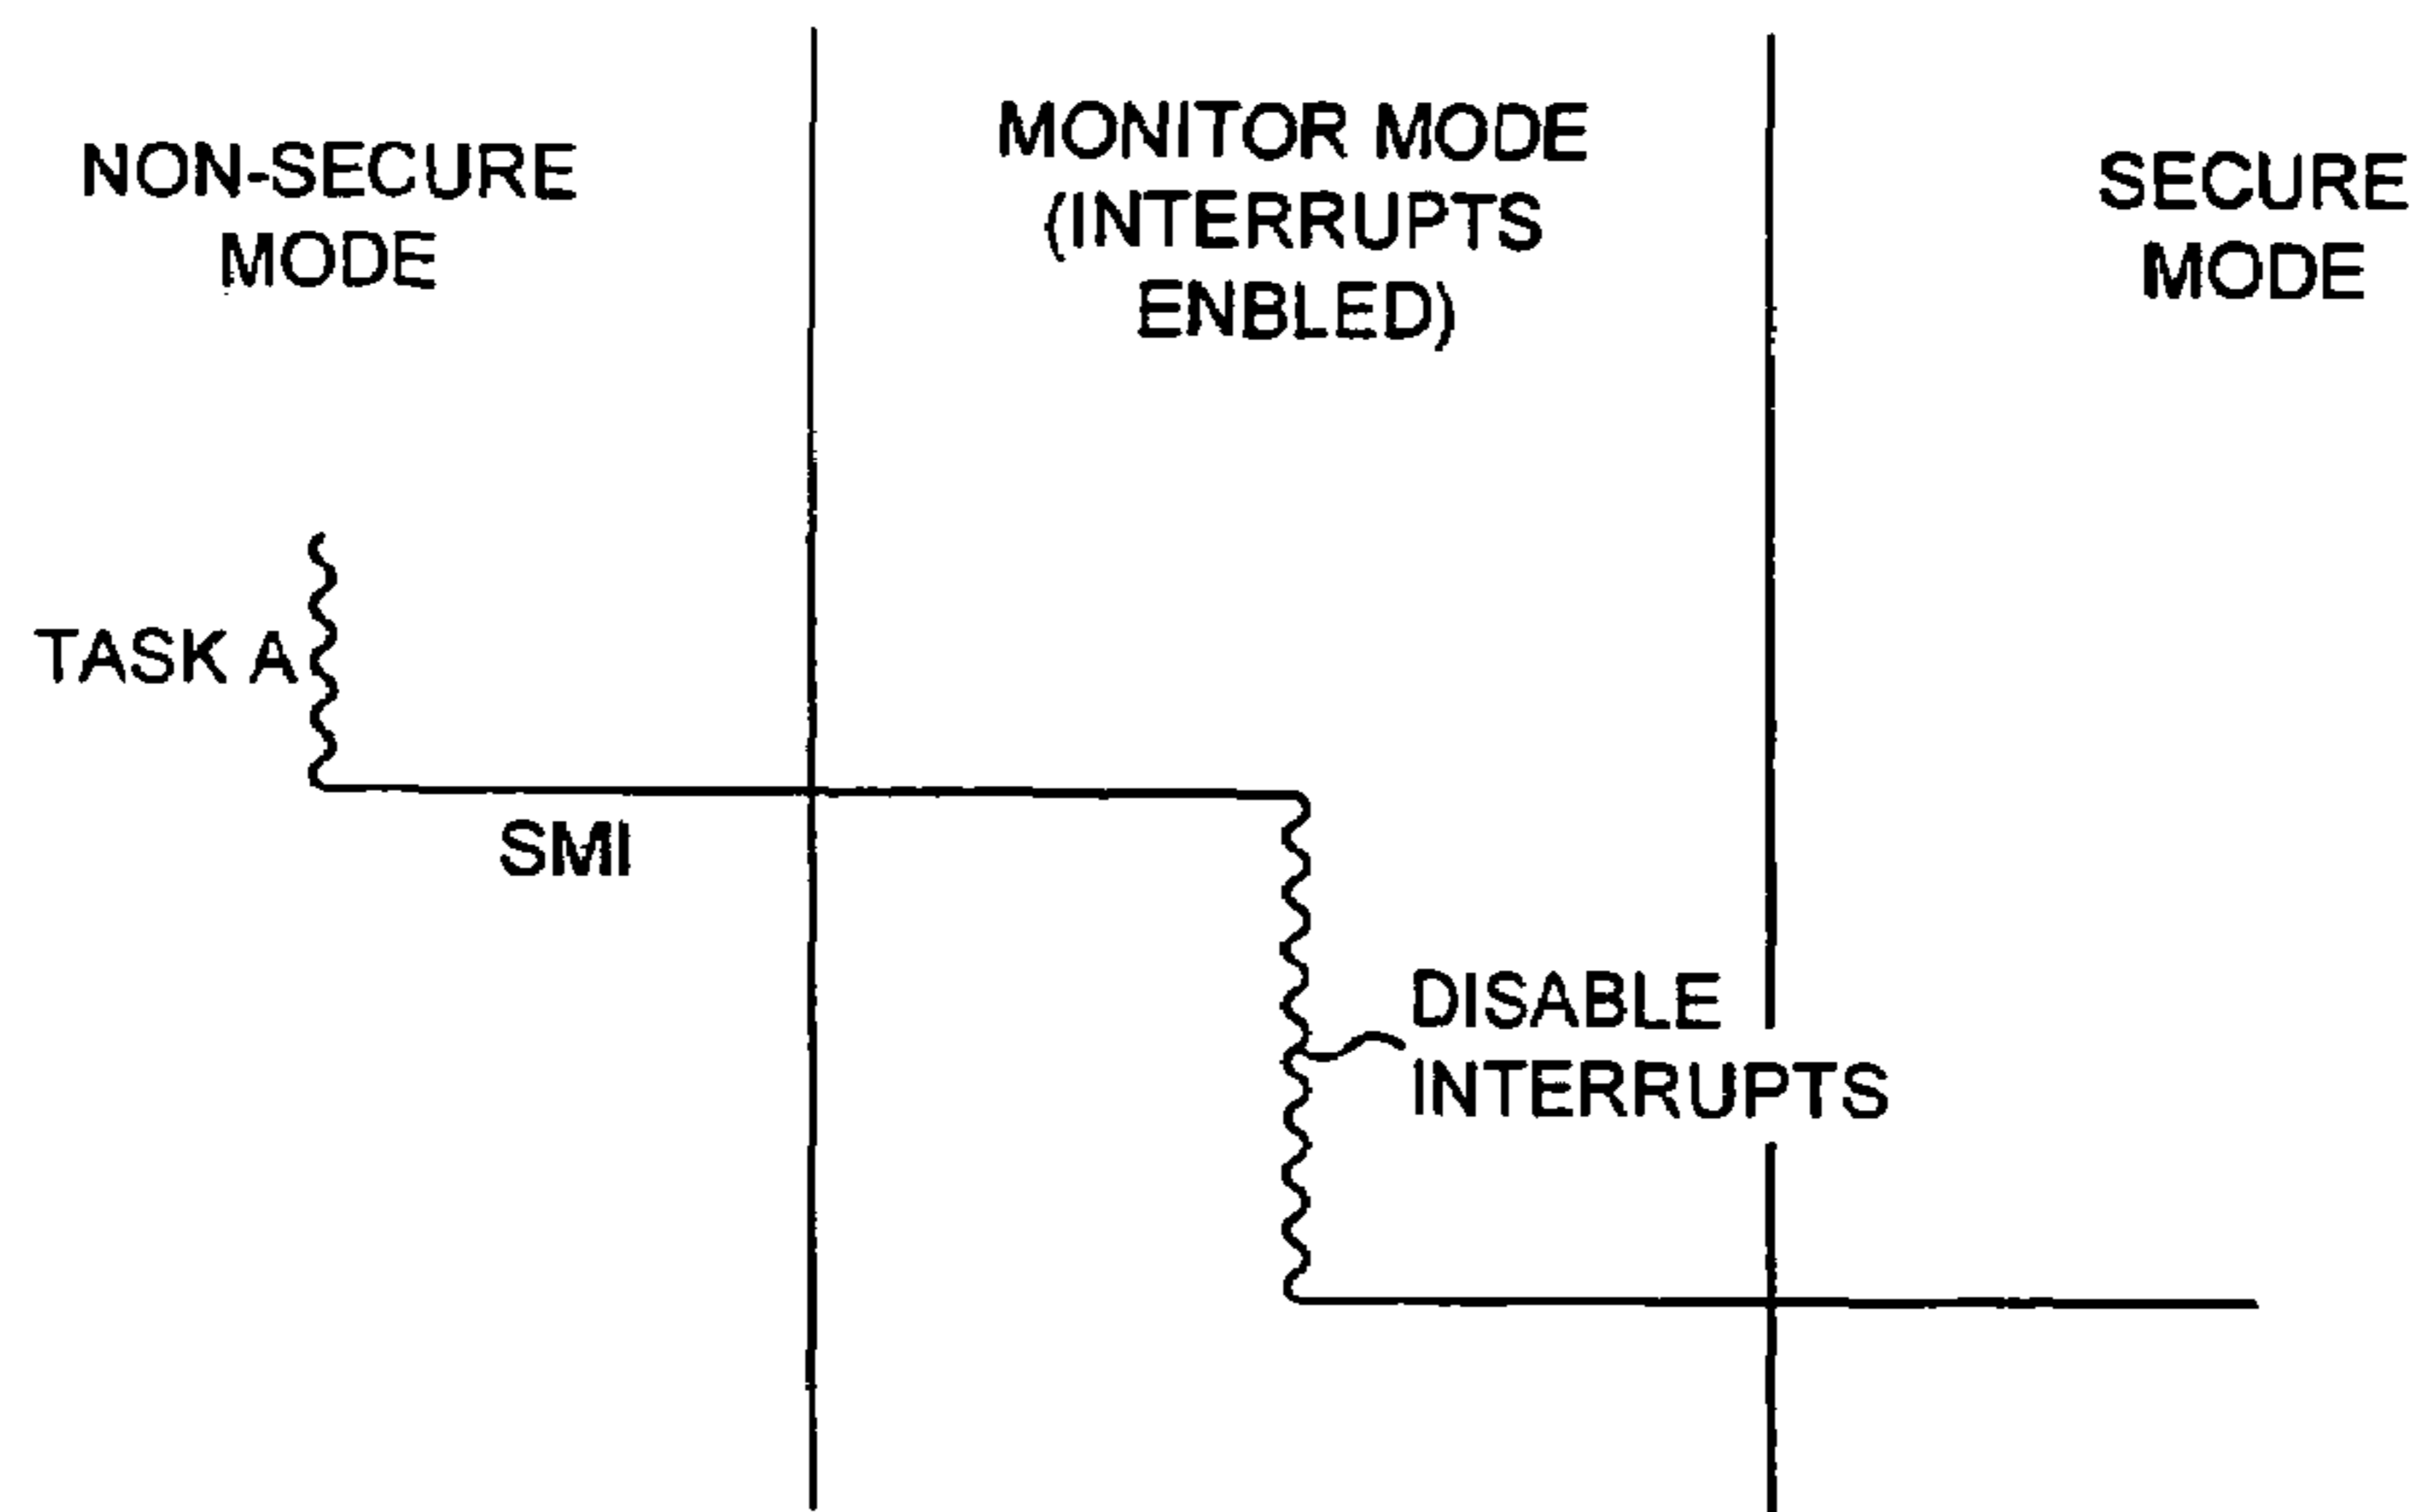 NON-SECURE
MODE
MONITOR MODE
(INTERRUPTS
ENBLED)
SECURE
MODE
TASK A
SMI
DISABLE
INTERRUPTS